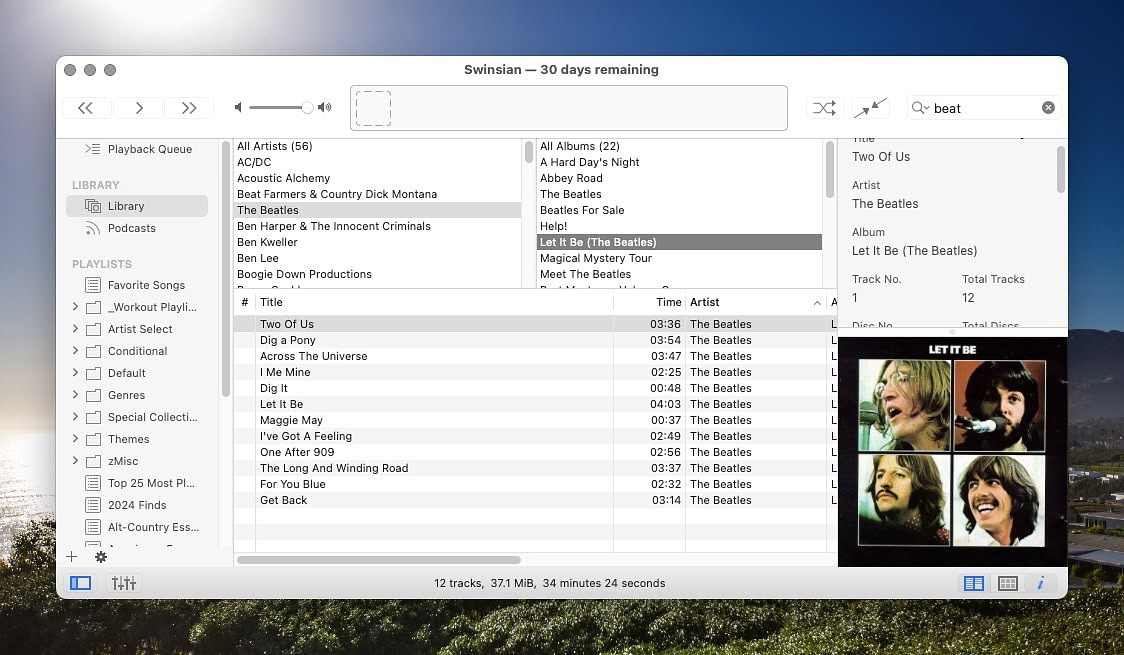 Swinsian — 30 days remaining
beat
Playback Queue
LIBRARY
Library
Podcasts
PLAYLISTS
Favorite Songs
_Workout Playli...
Artist Select
Conditional
Default
Genres
Special Collecti...
Themes
zMisc
Top 25 Most Pl...
2024 Finds
Alt-Country Ess...
All Artists (56)
AC/DC
Acoustic Alchemy
Beat Farmers & Country Dick Montana
The Beatles
Ben Harper & The Innocent Criminals
Ben Kweller
Ben Lee
Boogie Down Productions
All Albums (22)
A Hard Day's Night
Abbey Road
The Beatles
Beatles For Sale
Help!
Let It Be (The Beatles)
Magical Mystery Tour
Meet The Beatles
# Title Time Artist A
Two Of Us 03:36 The Beatles L
Dig a Pony 03:54 The Beatles L
Across The Universe 03:47 The Beatles L
I Me Mine 02:25 The Beatles L
Dig It 00:48 The Beatles L
Let It Be 04:03 The Beatles L
Maggie May 00:37 The Beatles L
I've Got A Feeling 02:49 The Beatles L
One After 909 02:56 The Beatles L
The Long And Winding Road 03:37 The Beatles L
For You Blue 02:32 The Beatles L
Get Back 03:14 The Beatles L
Title
Two Of Us
Artist
The Beatles
Album
Let It Be (The Beatles)
Track No. Total Tracks
1 12
Disc No. Total Discs
LET IT BE
12 tracks, 37.1 MiB, 34 minutes 24 seconds